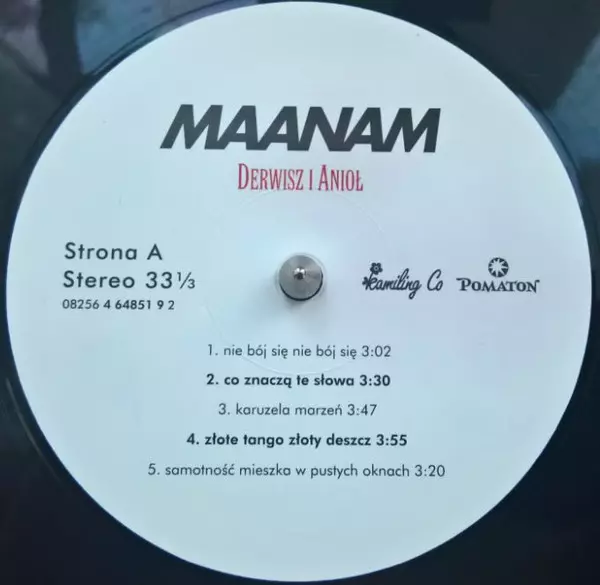 MAANAM
DERWISZ I ANIOŁ
Strona A
Stereo 33 ⅓
08256 4 64851 9 2
Kamiling Co
POMATON
1. nie bój się nie bój się 3:02
2. co znaczą te słowa 3:30
3. karuzela marzeń 3:47
4. złote tango złoty deszcz 3:55
5. samotność mieszka w pustych oknach 3:20